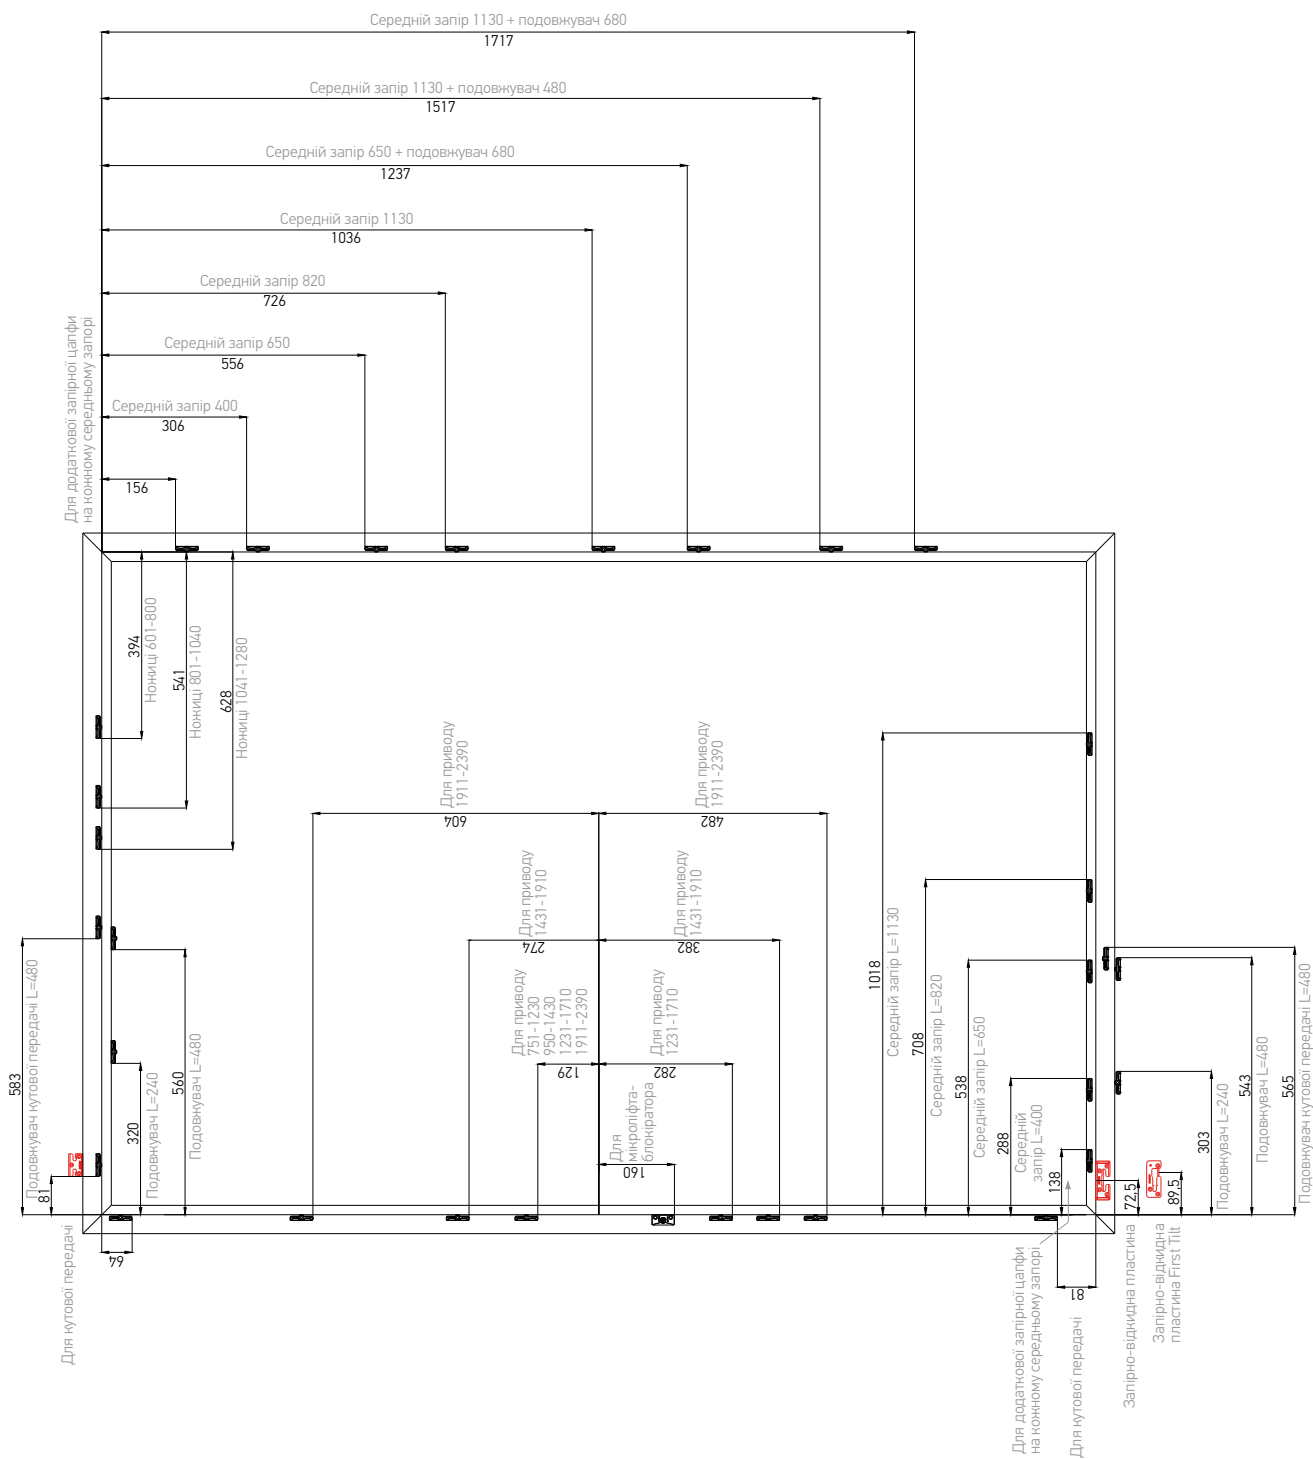 Середній запір 1130 + подовжувач 680
1717
Середній запір 1130 + подовжувач 480
1517
Середній запір 650 + подовжувач 680
1237
Середній запір 1130
1036
Середній запір 820
726
Середній запір 650
556
Середній запір 400
306
156
Для додаткової запірної цапфи
на кожному середньому запорі
394
Ножиці 601-800
541
Ножиці 801-1040
628
Ножиці 1041-1280
Для приводу
1911-2390
604
Для приводу
1911-2390
482
Для приводу
1431-1910
274
Для приводу
1431-1910
382
Для приводу
751-1230
950-1430
1231-1710
1911-2390
129
Для приводу
1231-1710
282
Для
мікроліфта-
блокіратора
160
583
Подовжувач кутової передачі L=480
81
320
Подовжувач L=240
560
Подовжувач L=480
64
Для кутової передачі
1018
Середній запір L=1130
708
Середній запір L=820
538
Середній запір L=650
288
Середній
запір L=400
138
Для додаткової запірної цапфи
на кожному середньому запорі
81
Для кутової передачі
72,5
Запірно-відкидна пластина
89,5
Запірно-відкидна
пластина First Tilt
303
Подовжувач L=240
543
Подовжувач L=480
565
Подовжувач кутової передачі L=480